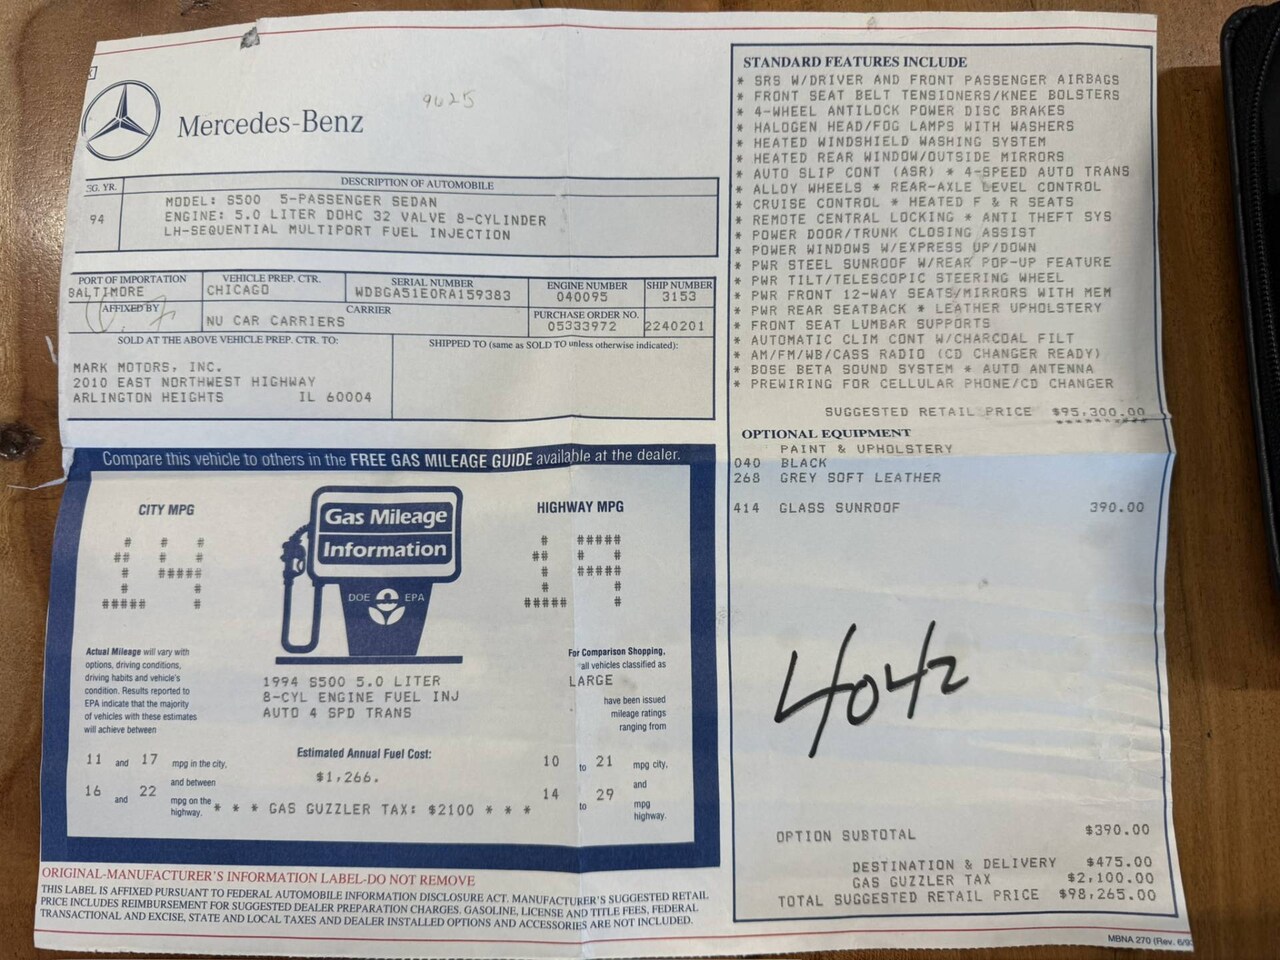 9625
Mercedes-Benz
DESCRIPTION OF AUTOMOBILE
YR.
94
MODEL: S500 5-PASSENGER SEDAN
ENGINE: 5.0 LITER DOHC 32 VALVE 8-CYLINDER
LH-SEQUENTIAL MULTIPORT FUEL INJECTION
PORT OF IMPORTATION
BALTIMORE
VEHICLE PREP. CTR.
CHICAGO
SERIAL NUMBER
WDBGA51E0RA159383
ENGINE NUMBER
040095
SHIP NUMBER
3153
AFFIXED BY
CARRIER
NU CAR CARRIERS
PURCHASE ORDER NO.
05333972
2240201
SOLD AT THE ABOVE VEHICLE PREP. CTR. TO:
MARK MOTORS, INC.
2010 EAST NORTHWEST HIGHWAY
ARLINGTON HEIGHTS IL 60004
SHIPPED TO (same as SOLD TO unless otherwise indicated):
Compare this vehicle to others in the FREE GAS MILEAGE GUIDE available at the dealer.
CITY MPG
14
Gas Mileage
Information
DOE EPA
HIGHWAY MPG
19
Actual Mileage will vary with
options, driving conditions,
driving habits and vehicle's
condition. Results reported to
EPA indicate that the majority
of vehicles with these estimates
will achieve between
11 and 17 mpg in the city,
and between
16 and 22 mpg on the
highway.
1994 S500 5.0 LITER
8-CYL ENGINE FUEL INJ
AUTO 4 SPD TRANS
Estimated Annual Fuel Cost:
$1,266.
* * * GAS GUZZLER TAX: $2100 * * *
For Comparison Shopping,
all vehicles classified as
LARGE
have been issued
mileage ratings
ranging from
10 to 21 mpg city,
and
14 to 29 mpg
highway.
ORIGINAL-MANUFACTURER'S INFORMATION LABEL-DO NOT REMOVE
THIS LABEL IS AFFIXED PURSUANT TO FEDERAL AUTOMOBILE INFORMATION DISCLOSURE ACT. MANUFACTURER'S SUGGESTED RETAIL
PRICE INCLUDES REIMBURSEMENT FOR SUGGESTED DEALER PREPARATION CHARGES. GASOLINE, LICENSE AND TITLE FEES, FEDERAL
TRANSACTIONAL AND EXCISE, STATE AND LOCAL TAXES AND DEALER INSTALLED OPTIONS AND ACCESSORIES ARE NOT INCLUDED.
STANDARD FEATURES INCLUDE
* SRS W/DRIVER AND FRONT PASSENGER AIRBAGS
* FRONT SEAT BELT TENSIONERS/KNEE BOLSTERS
* 4-WHEEL ANTILOCK POWER DISC BRAKES
* HALOGEN HEAD/FOG LAMPS WITH WASHERS
* HEATED WINDSHIELD WASHING SYSTEM
* HEATED REAR WINDOW/OUTSIDE MIRRORS
* AUTO SLIP CONT (ASR) * 4-SPEED AUTO TRANS
* ALLOY WHEELS * REAR-AXLE LEVEL CONTROL
* CRUISE CONTROL * HEATED F & R SEATS
* REMOTE CENTRAL LOCKING * ANTI THEFT SYS
* POWER DOOR/TRUNK CLOSING ASSIST
* POWER WINDOWS W/EXPRESS UP/DOWN
* PWR STEEL SUNROOF W/REAR POP-UP FEATURE
* PWR TILT/TELESCOPIC STEERING WHEEL
* PWR FRONT 12-WAY SEATS/MIRRORS WITH MEM
* PWR REAR SEATBACK * LEATHER UPHOLSTERY
* FRONT SEAT LUMBAR SUPPORTS
* AUTOMATIC CLIM CONT W/CHARCOAL FILT
* AM/FM/WB/CASS RADIO (CD CHANGER READY)
* BOSE BETA SOUND SYSTEM * AUTO ANTENNA
* PREWIRING FOR CELLULAR PHONE/CD CHANGER
SUGGESTED RETAIL PRICE $95,300.00
OPTIONAL EQUIPMENT
PAINT & UPHOLSTERY
040 BLACK
268 GREY SOFT LEATHER
414 GLASS SUNROOF 390.00
4042
OPTION SUBTOTAL $390.00
DESTINATION & DELIVERY $475.00
GAS GUZZLER TAX $2,100.00
TOTAL SUGGESTED RETAIL PRICE $98,265.00
MBNA 270 (Rev. 6/93